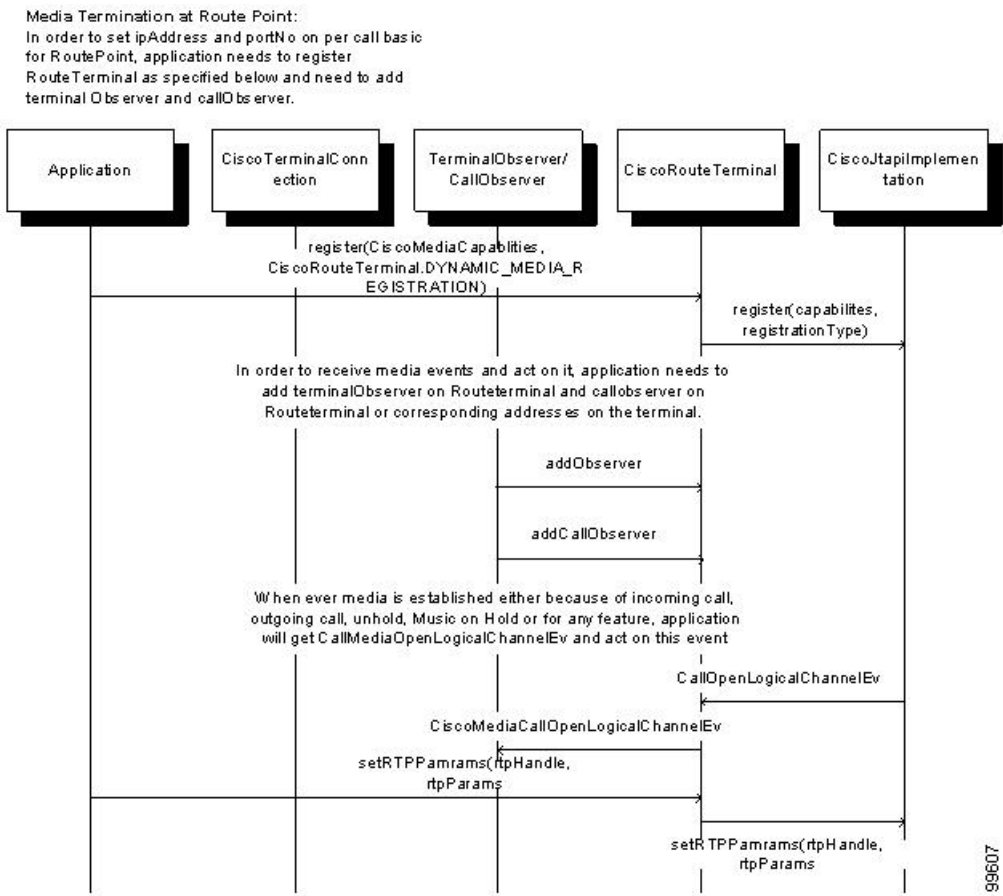 Media Termination at Route Point:
In order to set ipAddress and portNo on per call basic
for RoutePoint, application needs to register
RouteTerminal as specified below and need to add
terminal Observer and callObserver.
Application
CiscoTerminalConn
ection
TerminalObserver/
CallObserver
CiscoRouteTerminal
CiscoJtapiImplemen
tation
register(CiscoMediaCapablities,
CiscoRouteTerminal.DYNAMIC_MEDIA_R
EGISTRATION)
register(capabilites,
registrationType)
In order to receive media events and act on it, application needs to
add terminalObserver on Routeterminal and callobserver on
Routeterminal or corresponding addresses on the terminal.
addObserver
addCallObserver
When ever media is established either because of incoming call,
outgoing call, unhold, Music on Hold or for any feature, application
will get CallMediaOpenLogicalChannelEv and act on this event
CallOpenLogicalChannelEv
CiscoMediaCallOpenLogicalChannelEv
setRTPPamrams(rtpHandle,
rtpParams
setRTPPamrams(rtpHandle,
rtpParams
99607